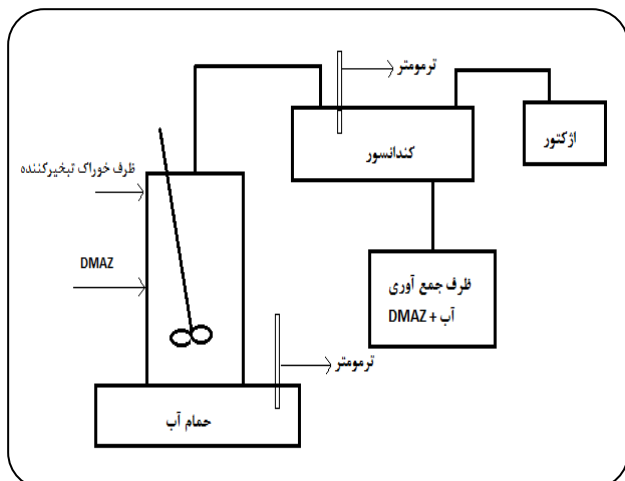 ترمومتر
اژکتور
کندانسور
ظرف خوراک تبخیرکننده
DMAZ
ظرف جمع آوری
آب + DMAZ
ترمومتر
حمام آب